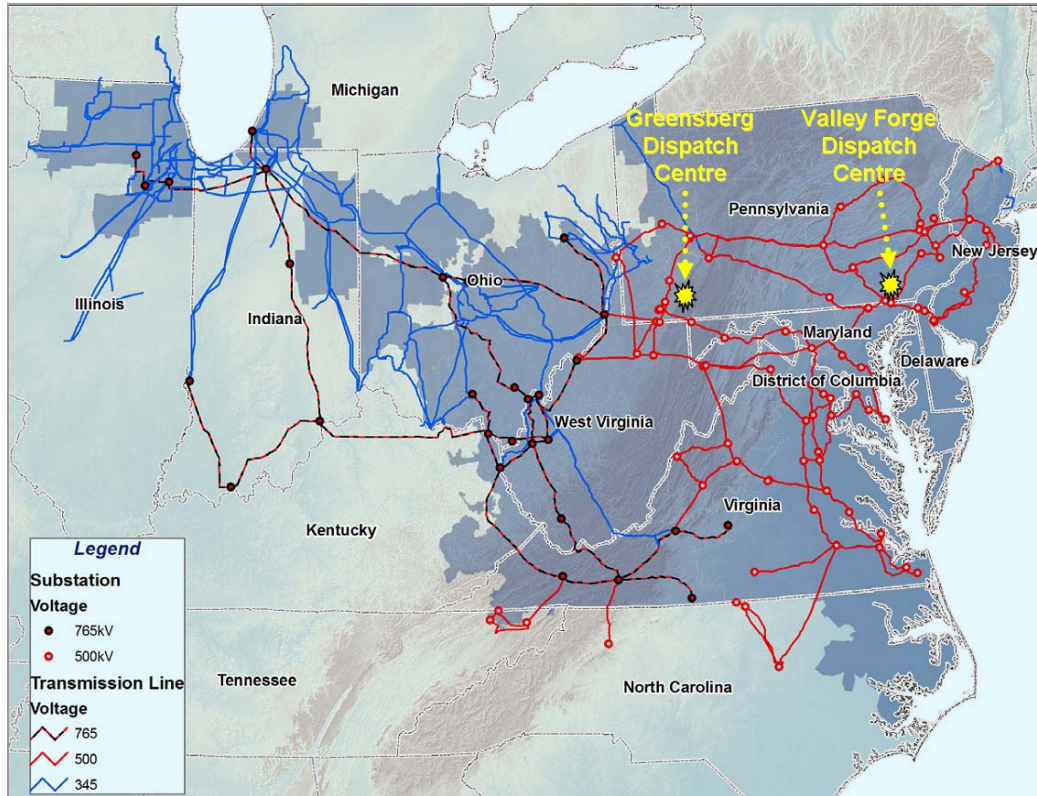 Michigan
Greensberg
Dispatch
Centre
Valley Forge
Dispatch
Centre
Pennsylvania
New Jersey
Ohio
Illinois
Indiana
Maryland
Delaware
District of Columbia
West Virginia
Virginia
Kentucky
Tennessee
North Carolina
Legend
Substation
Voltage
765kV
500kV
Transmission Line
Voltage
765
500
345